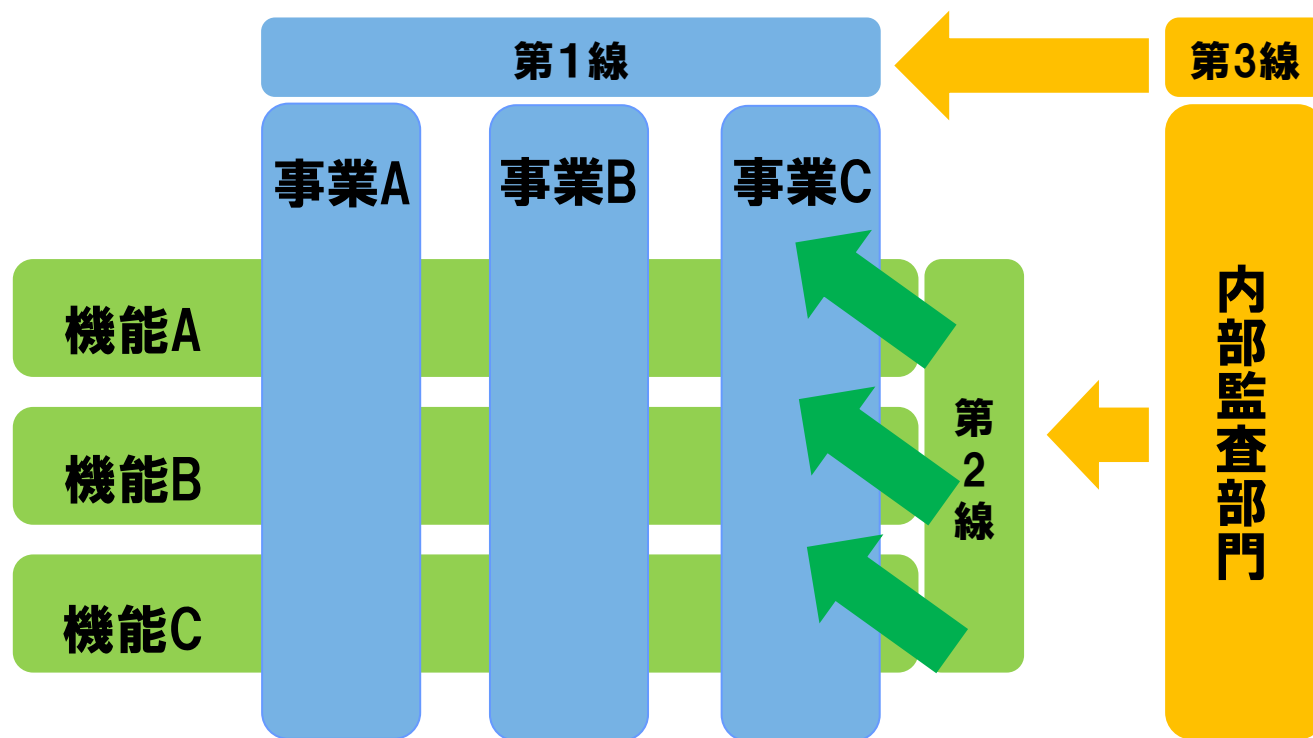 第1線
第3線
事業A
事業B
事業C
機能A
機能B
機能C
第2線
内部監査部門